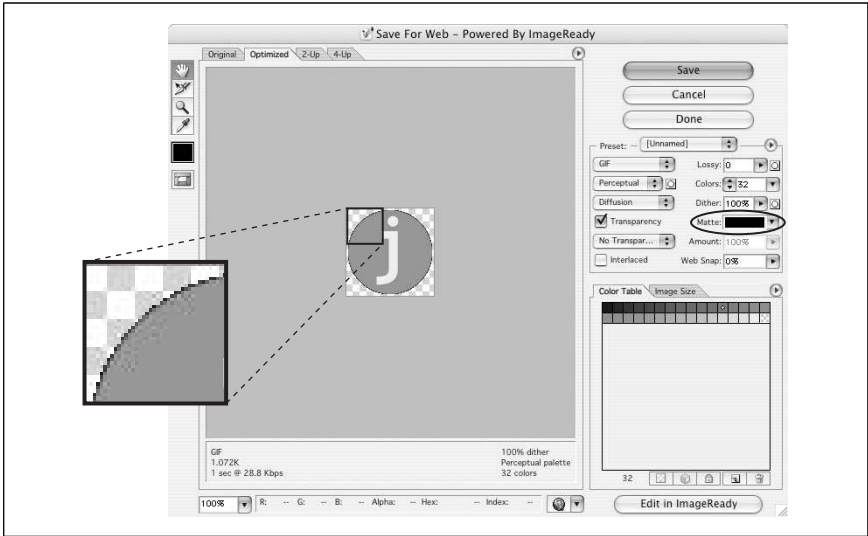 Save For Web – Powered By ImageReady
Original Optimized 2-Up 4-Up
Save
Cancel
Done
Preset: [Unnamed]
GIF Lossy: 0
Perceptual Colors: 32
Diffusion Dither: 100%
Transparency Matte:
No Transpar... Amount: 100%
Interlaced Web Snap: 0%
j
Color Table Image Size
GIF 100% dither
1.072K Perceptual palette
1 sec @ 28.8 Kbps 32 colors
32
100% R: -- G: -- B: -- Alpha: -- Hex: -- Index: --
Edit in ImageReady